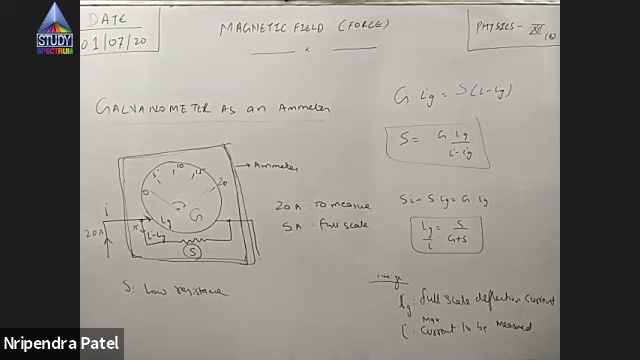 STUDY
SPECTRUM
DATE
01/07/20
MAGNETIC FIELD (FORCE)
PHYSICS - XII
(B)
GALVANOMETER AS an AMMETER:
0
5
10
15
20
G
→ Ammeter
i
20A
ig
15
i-ig
S
S: Low resistance
20 A : To measure
5A : Full scale
G·ig = S(i-ig)
S = G ig / i-ig
Si - S·ig = G·ig
ig / i = S / G+S
ig : full scale deflection current
Max
i : current to be measured
Nripendra Patel